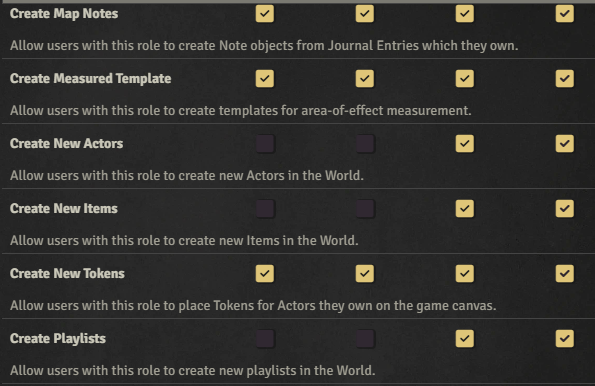 Create Map Notes
Allow users with this role to create Note objects from Journal Entries which they own.
Create Measured Template
Allow users with this role to create templates for area-of-effect measurement.
Create New Actors
Allow users with this role to create new Actors in the World.
Create New Items
Allow users with this role to create new Items in the World.
Create New Tokens
Allow users with this role to place Tokens for Actors they own on the game canvas.
Create Playlists
Allow users with this role to create new playlists in the World.